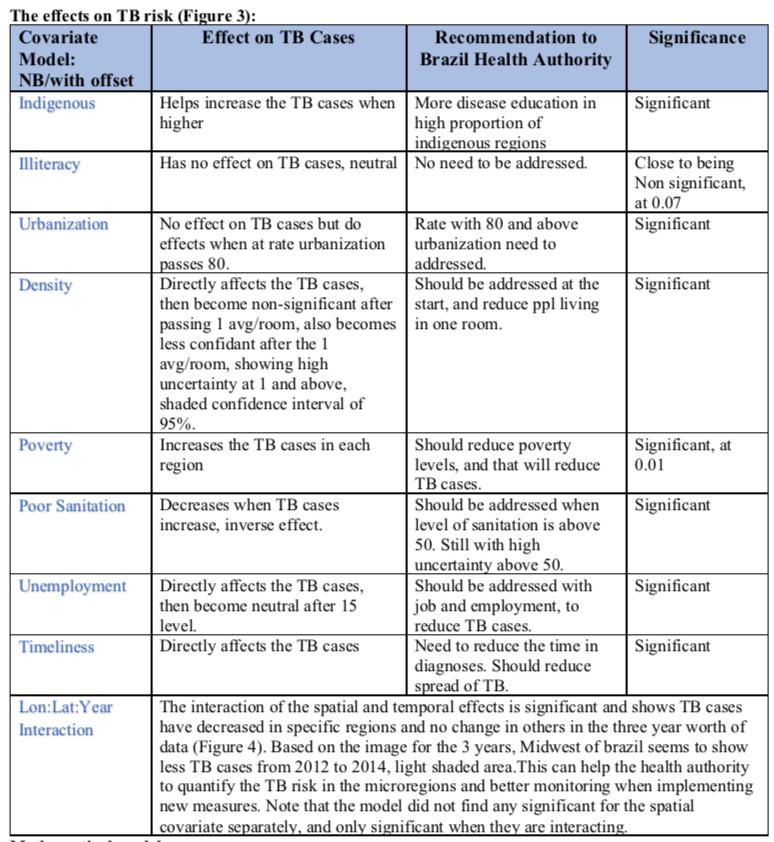 The effects on TB risk (Figure 3):
Covariate
Model:
NB/with offset
Effect on TB Cases
Recommendation to
Brazil Health Authority
Significance
Indigenous
Helps increase the TB cases when
higher
More disease education in
high proportion of
indigenous regions
Significant
Illiteracy
Has no effect on TB cases, neutral
No need to be addressed.
Close to being
Non significant,
at 0.07
Urbanization
No effect on TB cases but do
effects when at rate urbanization
passes 80.
Rate with 80 and above
urbanization need to
addressed.
Significant
Density
Directly affects the TB cases,
then become non-significant after
passing 1 avg/room, also becomes
less confidant after the 1
avg/room, showing high
uncertainty at 1 and above,
shaded confidence interval of
95%.
Should be addressed at the
start, and reduce ppl living
in one room.
Significant
Poverty
Increases the TB cases in each
region
Should reduce poverty
levels, and that will reduce
TB cases.
Significant, at
0.01
Poor Sanitation
Decreases when TB cases
increase, inverse effect.
Should be addressed when
level of sanitation is above
50. Still with high
uncertainty above 50.
Significant
Unemployment
Directly affects the TB cases,
then become neutral after 15
level.
Should be addressed with
job and employment, to
reduce TB cases.
Significant
Timeliness
Directly affects the TB cases
Need to reduce the time in
diagnoses. Should reduce
spread of TB.
Significant
Lon:Lat:Year
Interaction
The interaction of the spatial and temporal effects is significant and shows TB cases
have decreased in specific regions and no change in others in the three year worth of
data (Figure 4). Based on the image for the 3 years, Midwest of brazil seems to show
less TB cases from 2012 to 2014, light shaded area.This can help the health authority
to quantify the TB risk in the microregions and better monitoring when implementing
new measures. Note that the model did not find any significant for the spatial
covariate separately, and only significant when they are interacting.